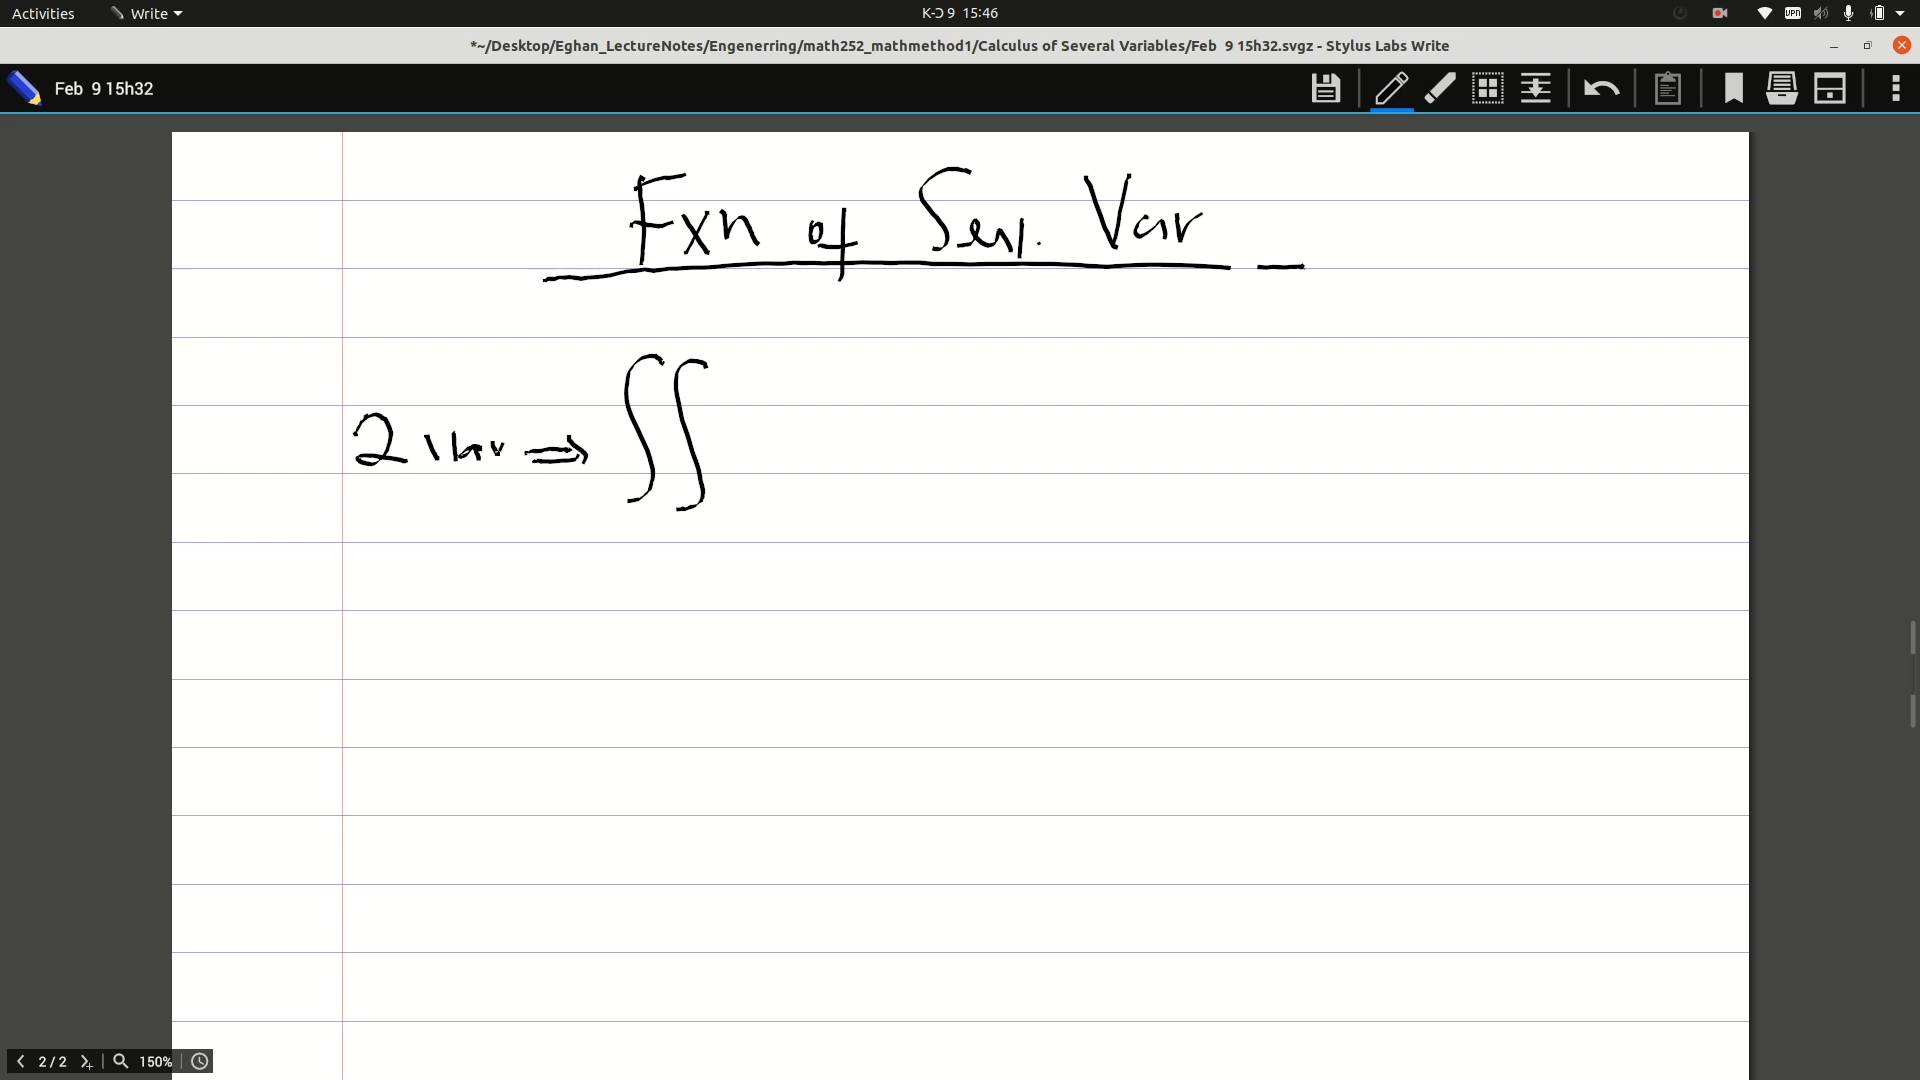 Activities Write K-Ɔ 9 15:46 VPN
*~/Desktop/Eghan_LectureNotes/Engenerring/math252_mathmethod1/Calculus of Several Variables/Feb 9 15h32.svgz - Stylus Labs Write
Feb 9 15h32
Fxn of Sev. Var
2 Var ⇒ ∫∫
2 / 2 150%